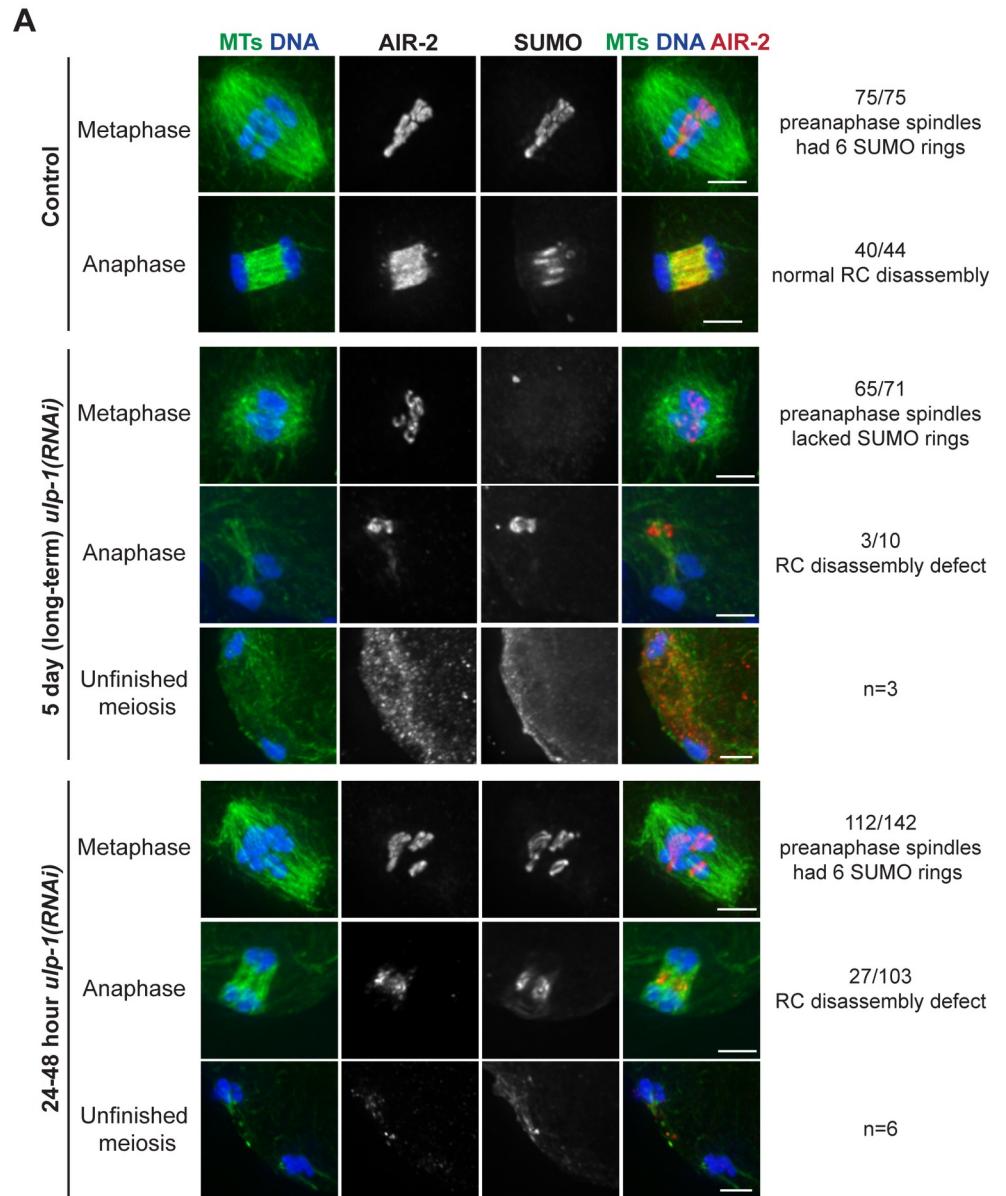 A
MTs DNA
AIR-2
SUMO
MTs DNA AIR-2
Control
Metaphase
75/75
preanaphase spindles
had 6 SUMO rings
Anaphase
40/44
normal RC disassembly
5 day (long-term) ulp-1(RNAi)
Metaphase
65/71
preanaphase spindles
lacked SUMO rings
Anaphase
3/10
RC disassembly defect
Unfinished
meiosis
n=3
24-48 hour ulp-1(RNAi)
Metaphase
112/142
preanaphase spindles
had 6 SUMO rings
Anaphase
27/103
RC disassembly defect
Unfinished
meiosis
n=6